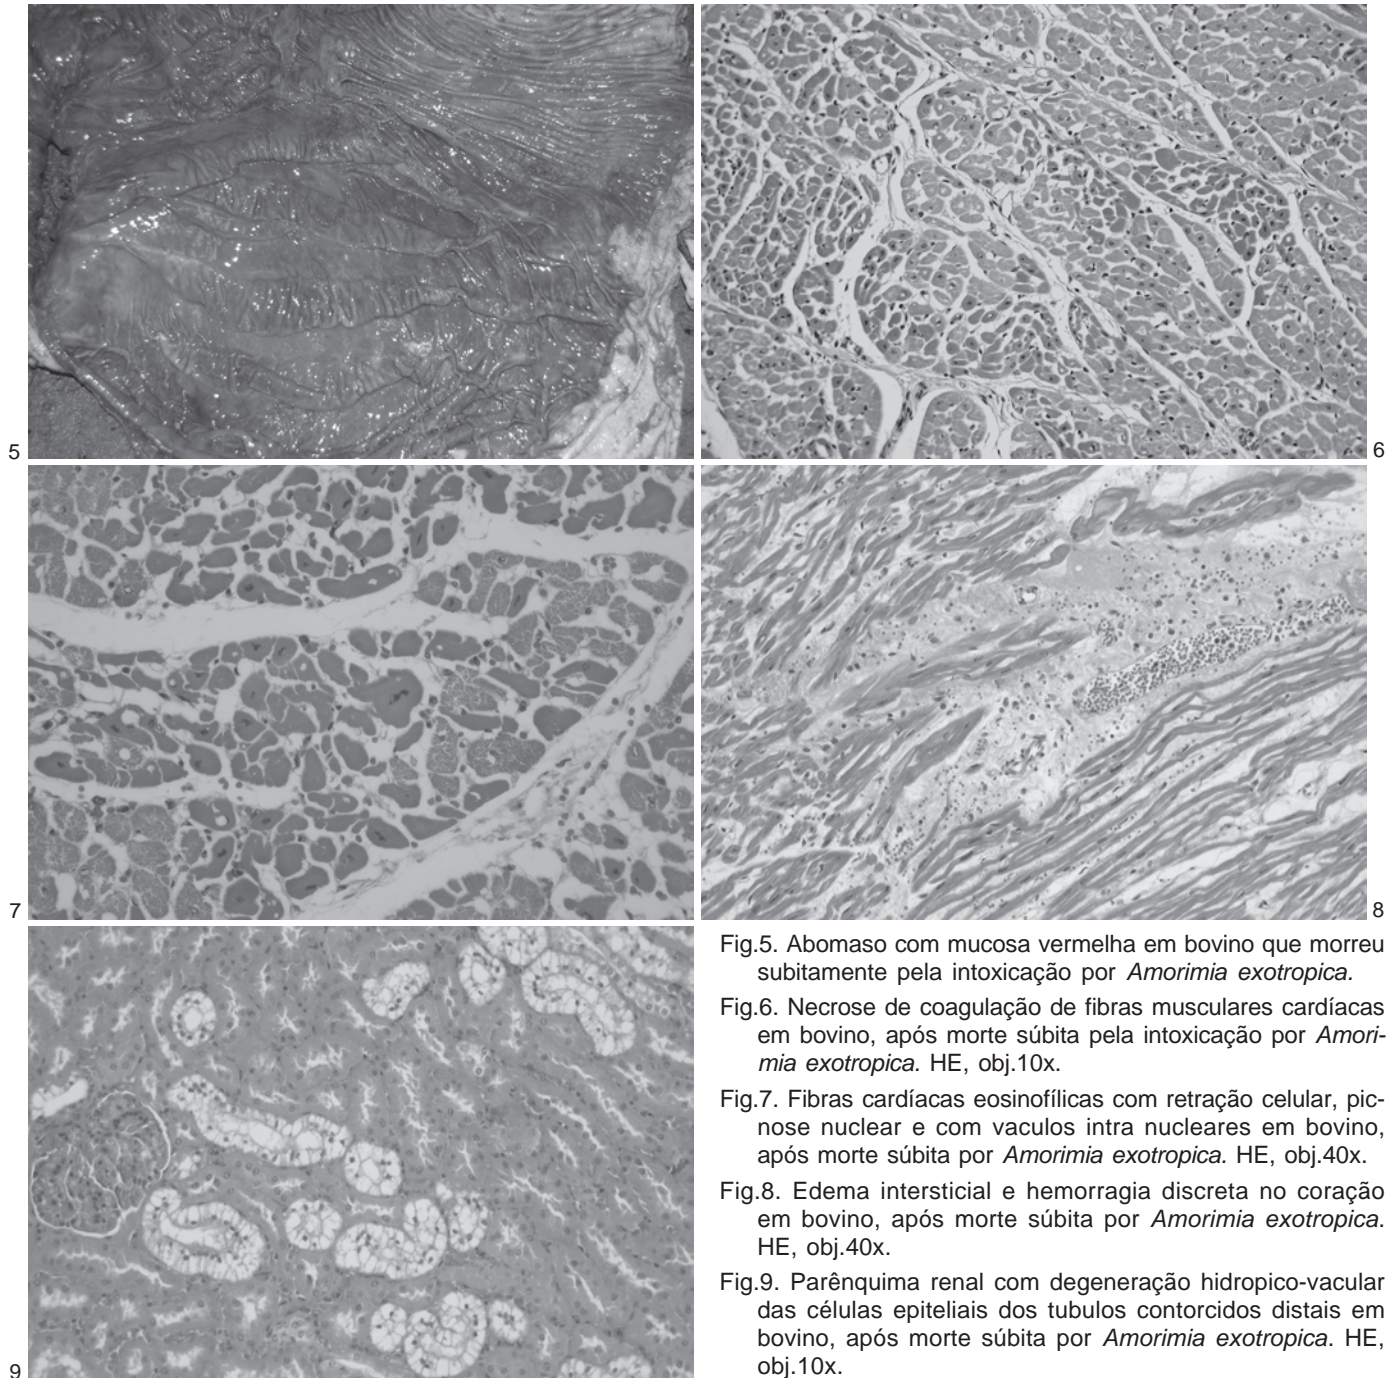 5
6
7
8
9
Fig.5. Abomaso com mucosa vermelha em bovino que morreu
subitamente pela intoxicação por Amorimia exotropica.
Fig.6. Necrose de coagulação de fibras musculares cardíacas
em bovino, após morte súbita pela intoxicação por Amori-
mia exotropica. HE, obj.10x.
Fig.7. Fibras cardíacas eosinofílicas com retração celular, pic-
nose nuclear e com vaculos intra nucleares em bovino,
após morte súbita por Amorimia exotropica. HE, obj.40x.
Fig.8. Edema intersticial e hemorragia discreta no coração
em bovino, após morte súbita por Amorimia exotropica.
HE, obj.40x.
Fig.9. Parênquima renal com degeneração hidropico-vacular
das células epiteliais dos tubulos contorcidos distais em
bovino, após morte súbita por Amorimia exotropica. HE,
obj.10x.